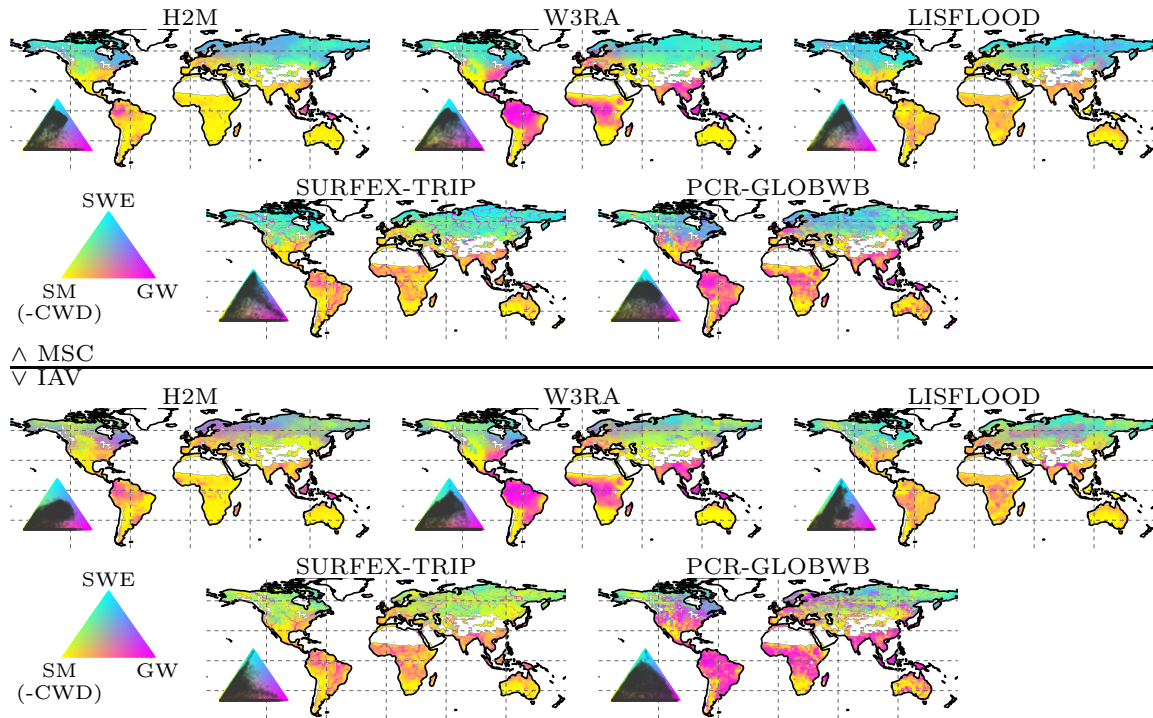 H2M W3RA LISFLOOD
SURFEX-TRIP PCR-GLOBWB
SWE
SM GW
(-CWD)
∧ MSC
∨ IAV
H2M W3RA LISFLOOD
SURFEX-TRIP PCR-GLOBWB
SWE
SM GW
(-CWD)